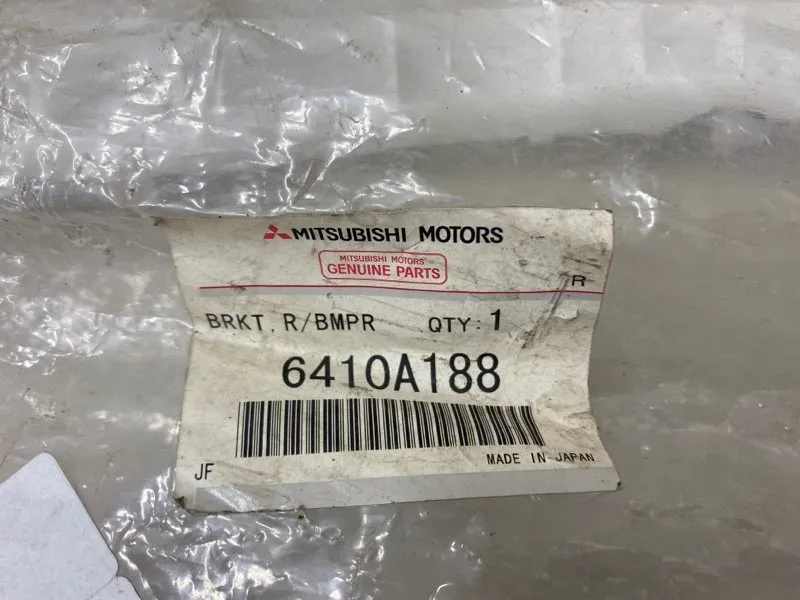 MITSUBISHI MOTORS
MITSUBISHI MOTORS
GENUINE PARTS
R
BRKT, R/BMPR QTY:1
6410A188
JF
MADE IN JAPAN